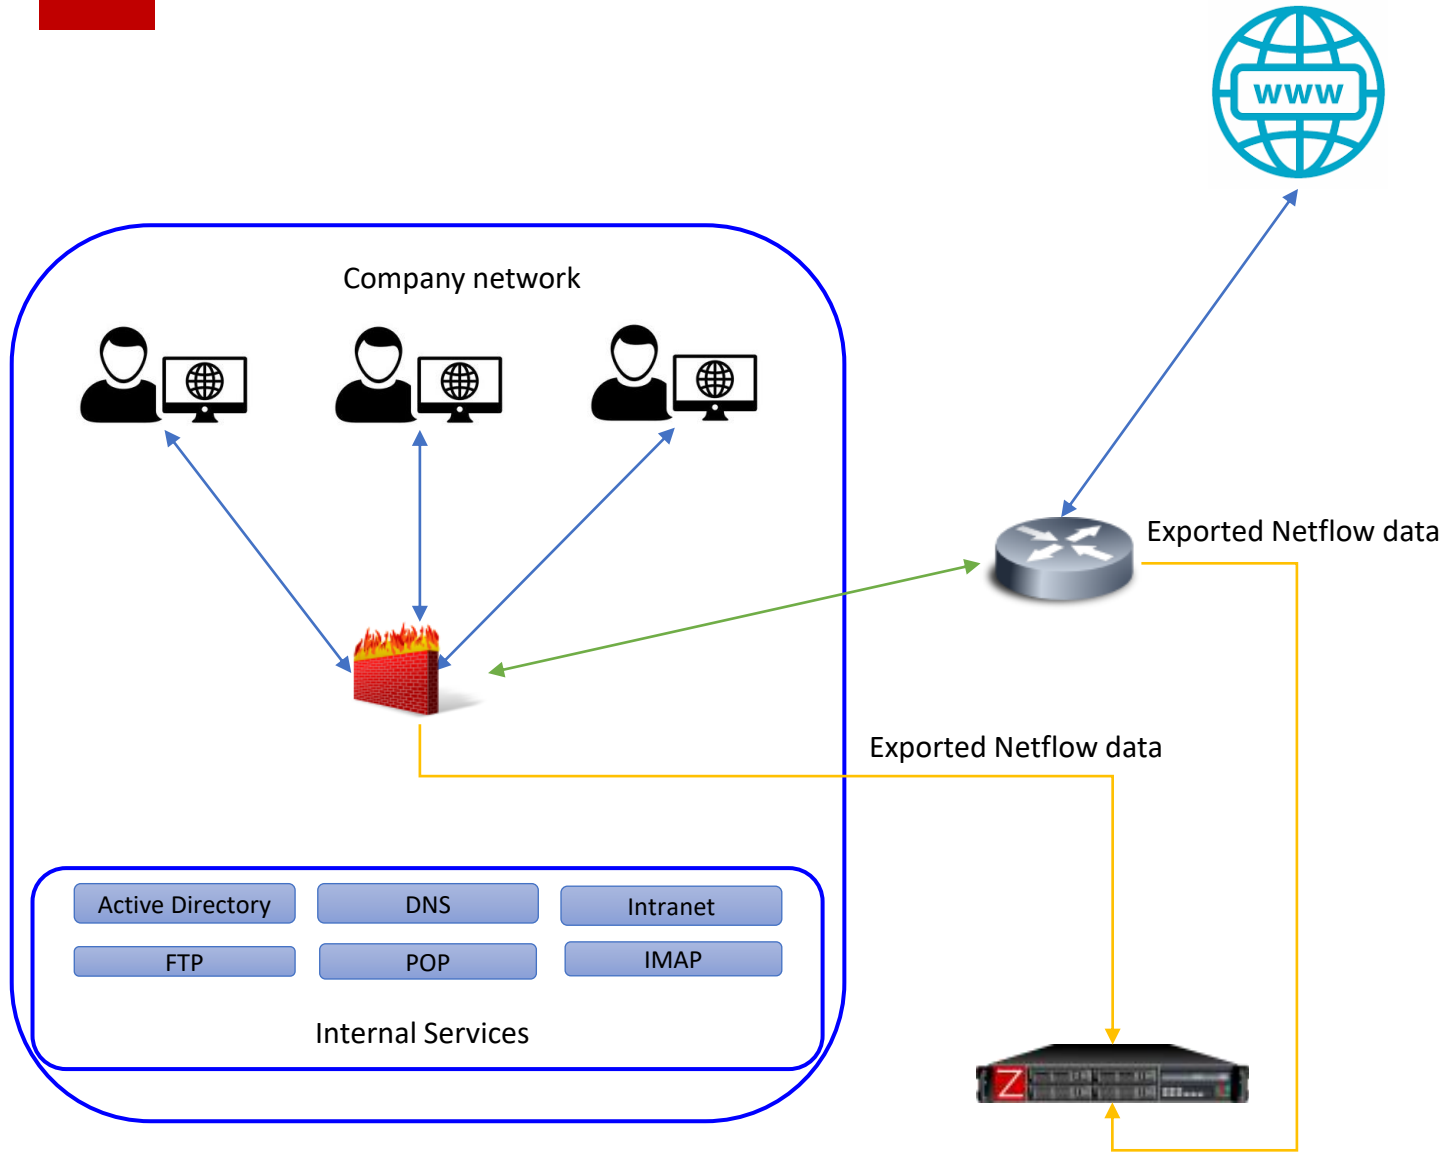 www
Company network
Exported Netflow data
Exported Netflow data
Active Directory
DNS
Intranet
FTP
POP
IMAP
Internal Services
Z